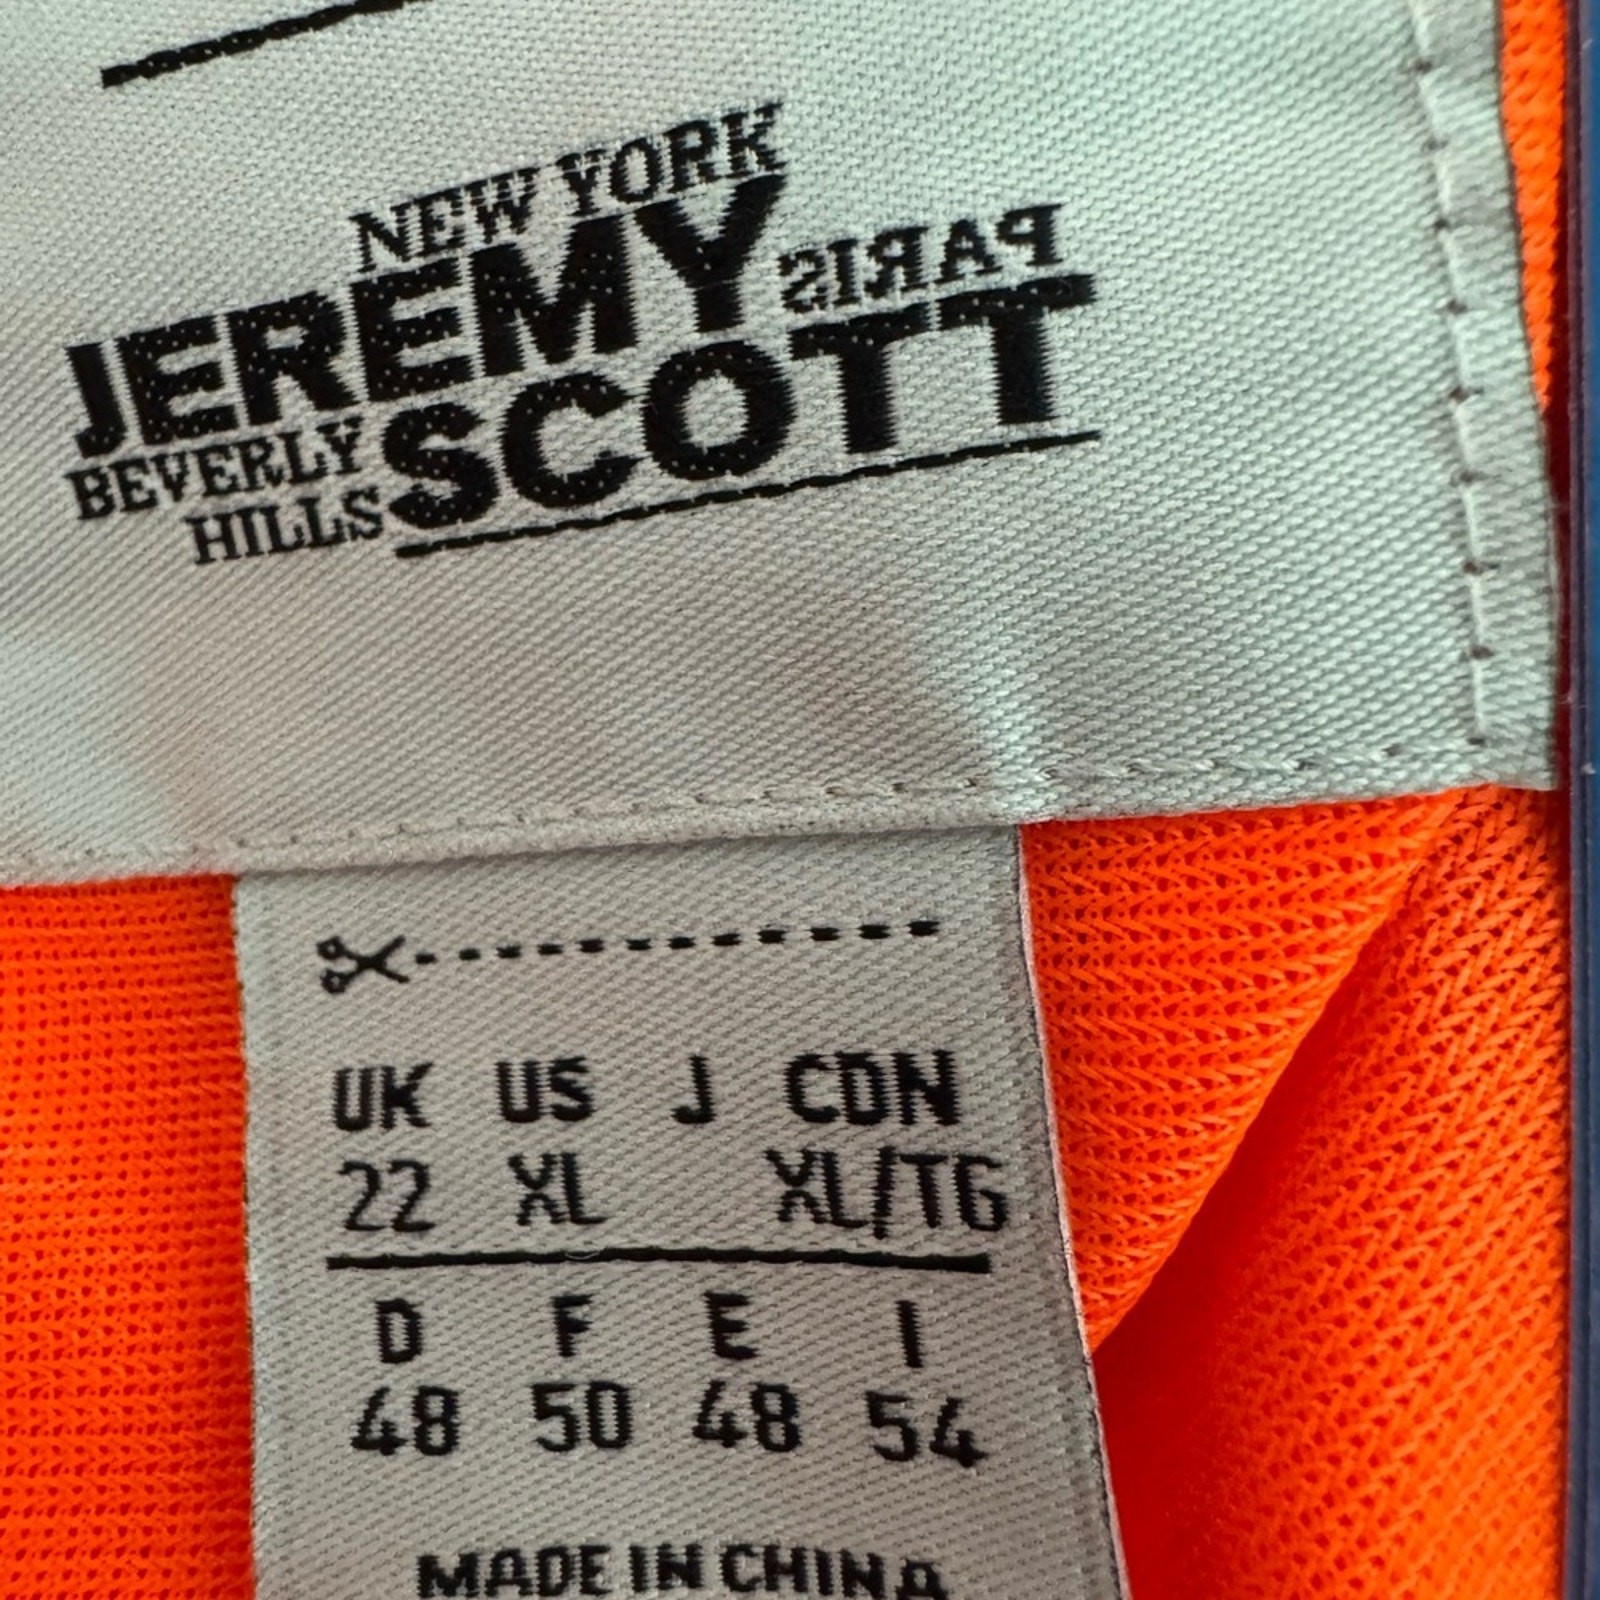 NEW YORK
JEREMY
PARIS
BEVERLY
SCOTT
HILLS
UK US J CDN
22 XL XL/TG
D F E I
48 50 48 54
MADE IN CHINA